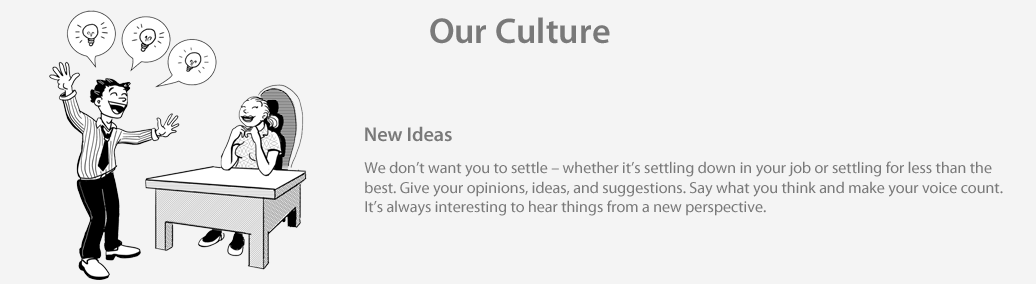 Our Culture
New Ideas
We don’t want you to settle – whether it’s settling down in your job or settling for less than the
best. Give your opinions, ideas, and suggestions. Say what you think and make your voice count.
It’s always interesting to hear things from a new perspective.